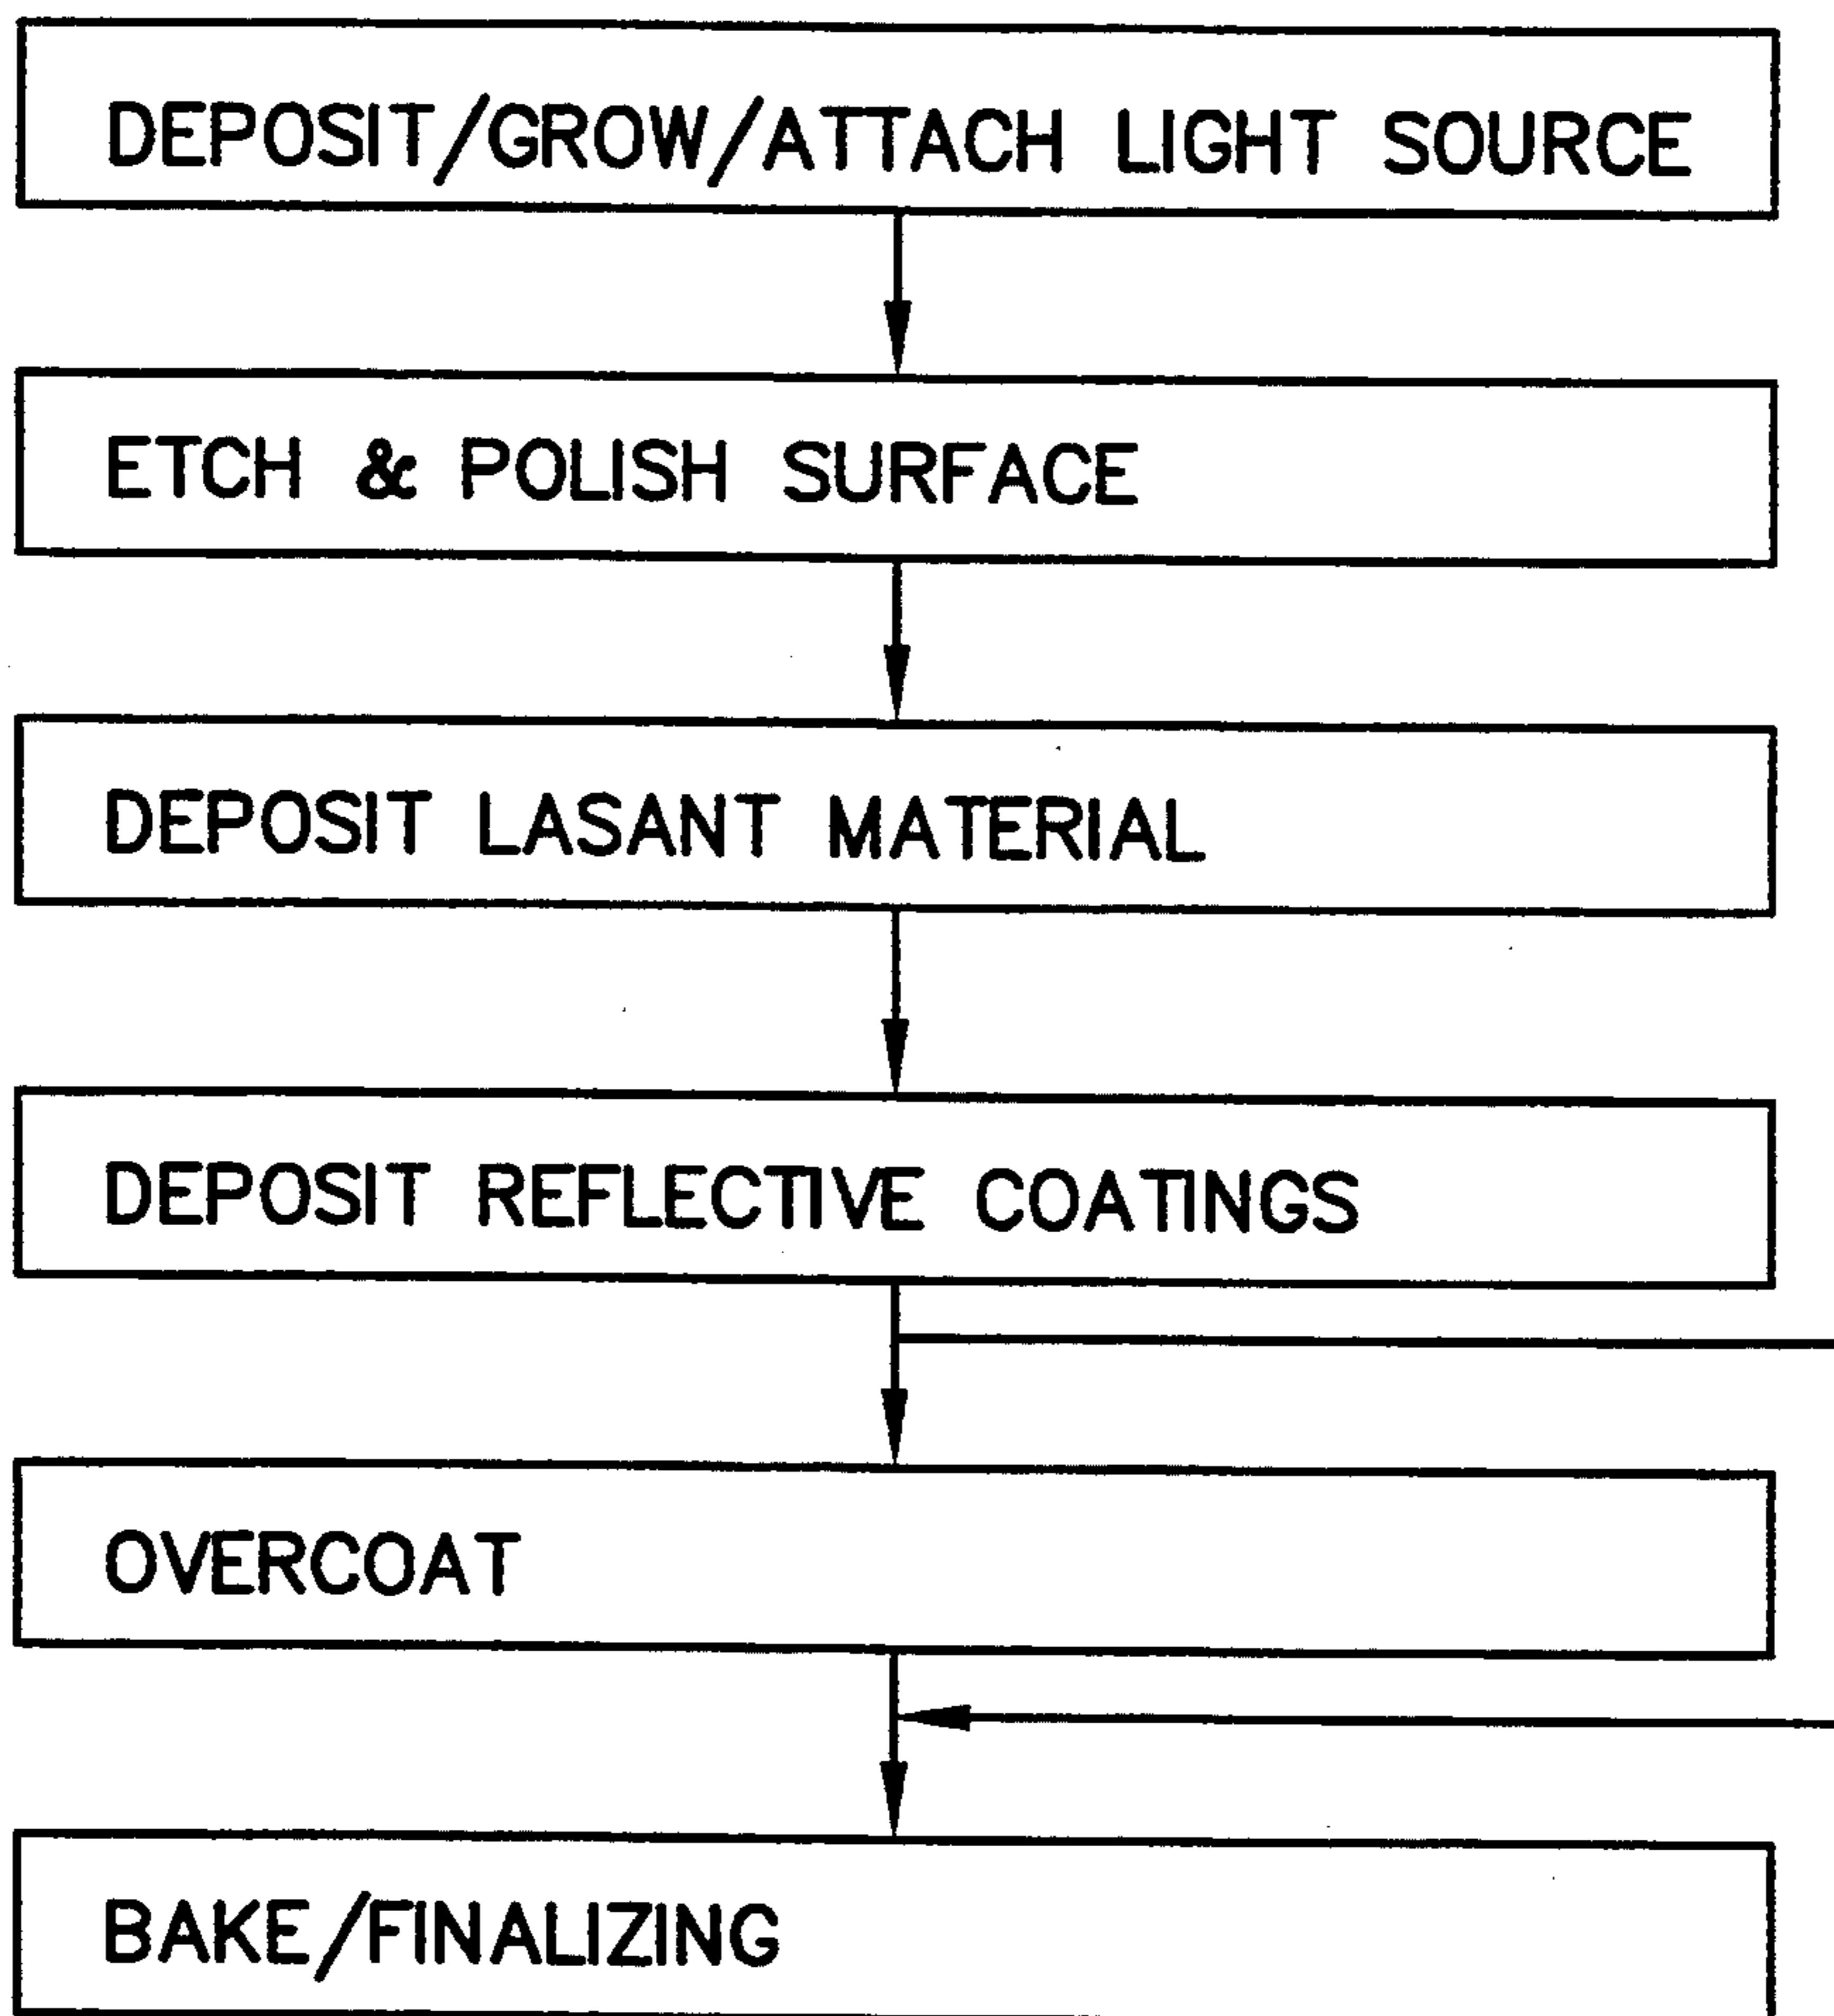 DEPOSIT/GROW/ATTACH LIGHT SOURCE
ETCH & POLISH SURFACE
DEPOSIT LASANT MATERIAL
DEPOSIT REFLECTIVE COATINGS
OVERCOAT
BAKE/FINALIZING